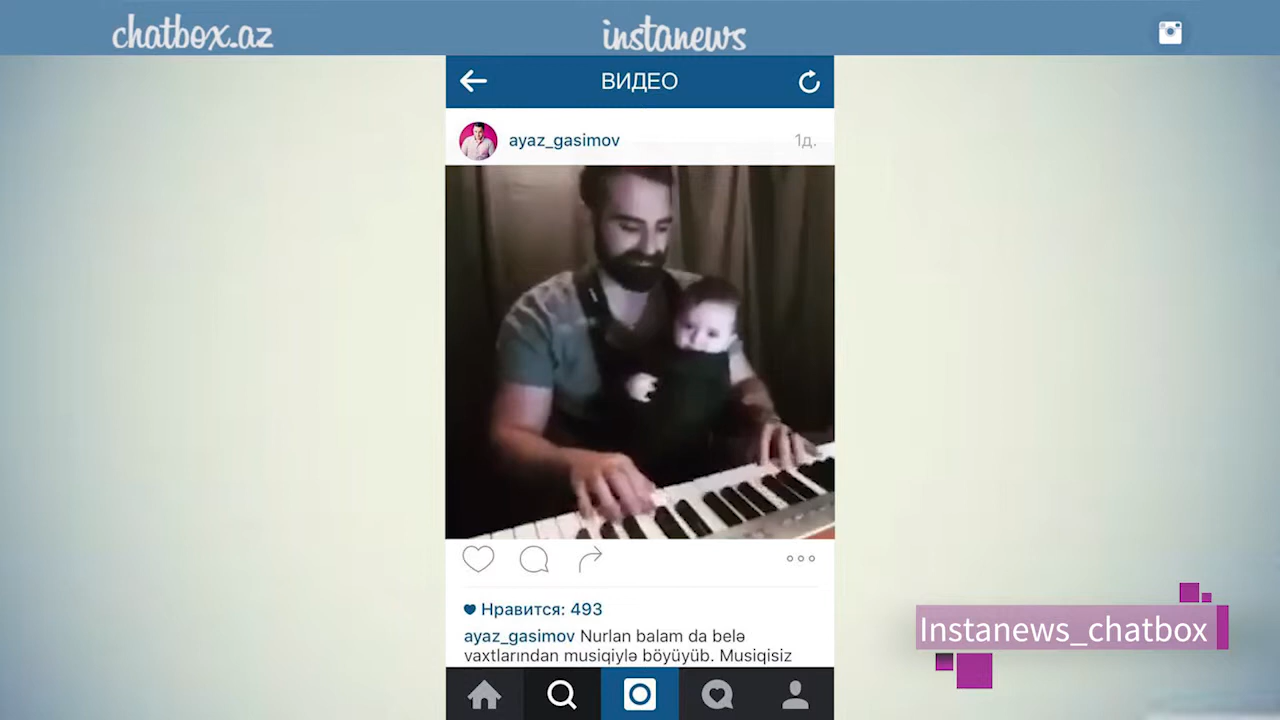 chatbox.az
instanews
ВИДЕО
ayaz_gasimov
1д.
Нравится: 493
ayaz_gasimov Nurlan balam da belə
vaxtlarından musiqiylə böyüyüb. Musiqisiz
Instanews_chatbox